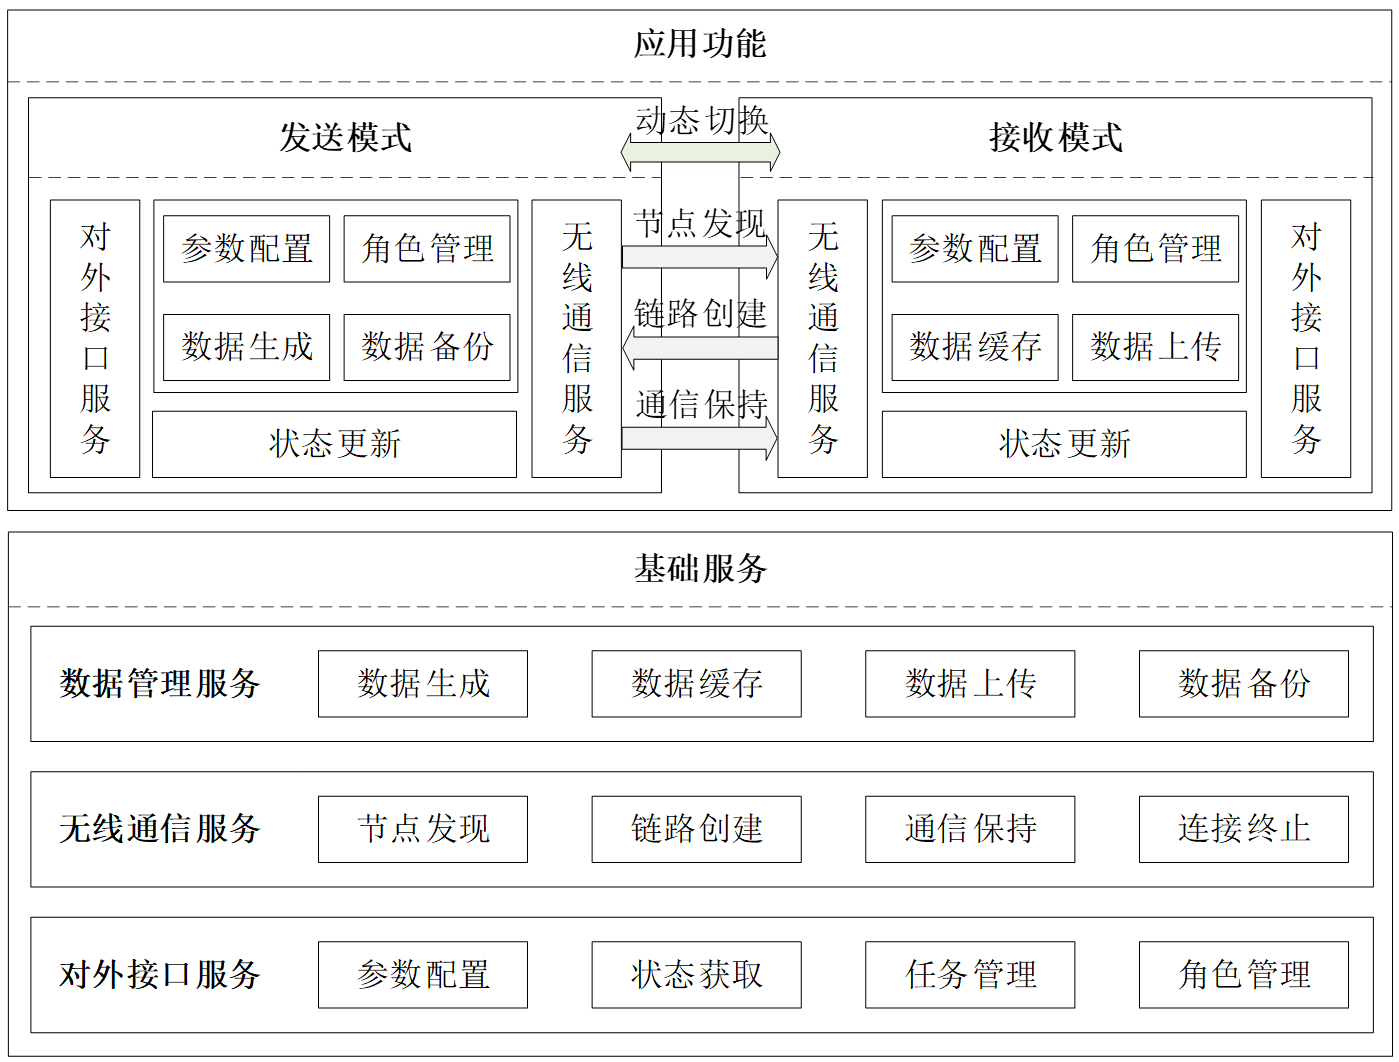 应用功能
发送模式
动态切换
接收模式
对外接口服务
参数配置
角色管理
数据生成
数据备份
状态更新
无线通信服务
节点发现
链路创建
通信保持
无线通信服务
参数配置
角色管理
数据缓存
数据上传
状态更新
对外接口服务
基础服务
数据管理服务
数据生成
数据缓存
数据上传
数据备份
无线通信服务
节点发现
链路创建
通信保持
连接终止
对外接口服务
参数配置
状态获取
任务管理
角色管理